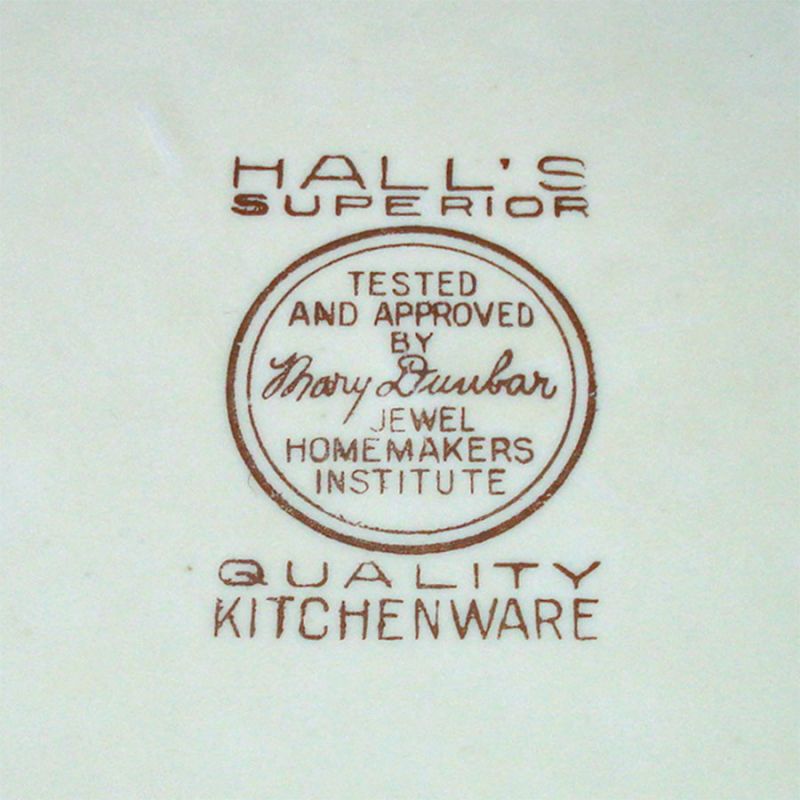 HALL'S
SUPERIOR
TESTED
AND APPROVED
BY
Mary Dunbar
JEWEL
HOMEMAKERS
INSTITUTE
QUALITY
KITCHENWARE